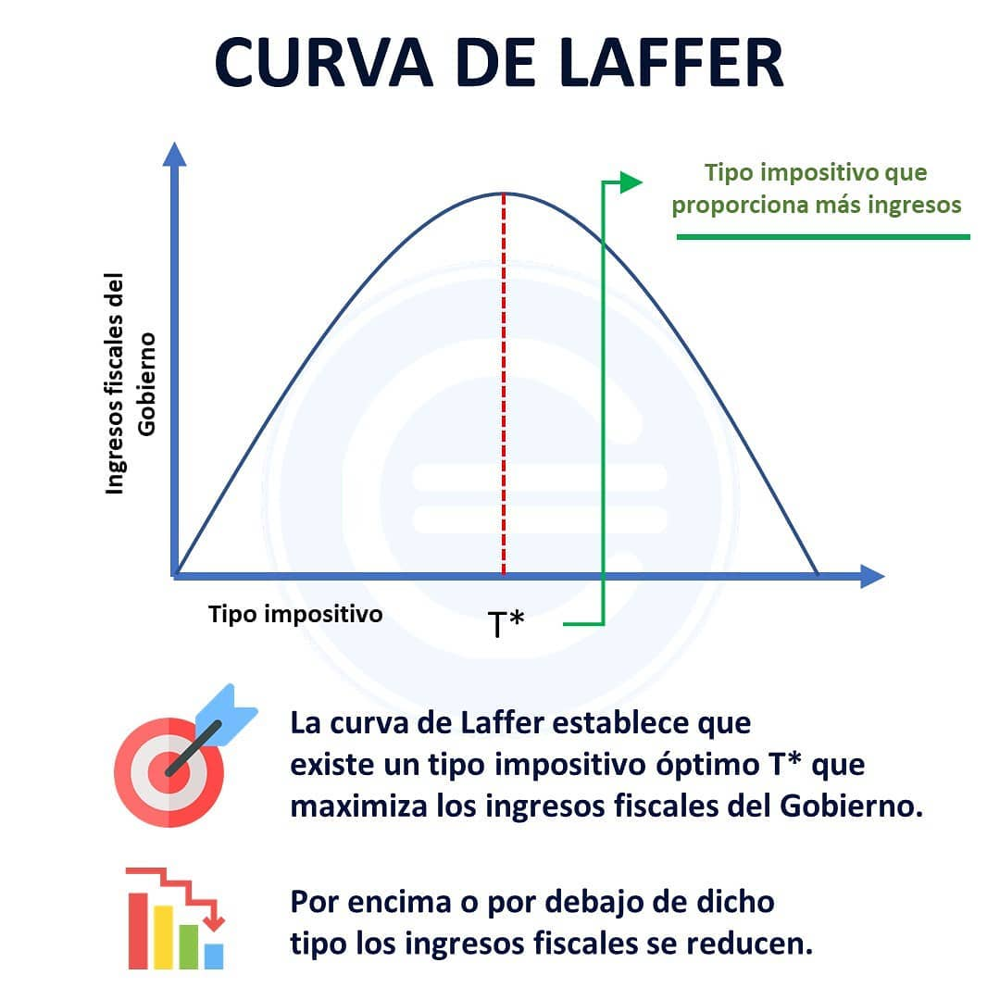 CURVA DE LAFFER
Tipo impositivo que
proporciona más ingresos
Ingresos fiscales del
Gobierno
Tipo impositivo
T*
La curva de Laffer establece que
existe un tipo impositivo óptimo T* que
maximiza los ingresos fiscales del Gobierno.
Por encima o por debajo de dicho
tipo los ingresos fiscales se reducen.